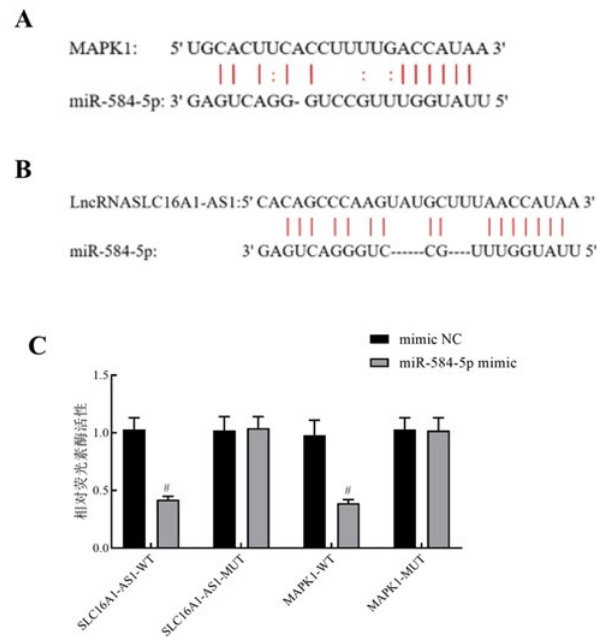 A
MAPK1: 5' UGCACUUCACCUUUUGACCAUAA 3'
miR-584-5p: 3' GAGUCAGG- GUCCGUUUGGUAUU 5'
B
LncRNASLC16A1-AS1:5' CACAGCCCAAGUAUGCUUUAACCAUAA 3'
miR-584-5p: 3' GAGUCAGGGUC------CG----UUUGGUAUU 5'
C
mimic NC
miR-584-5p mimic
相对荧光素酶活性
1.5
1.0
0.5
0.0
#
#
SLC16A1-AS1-WT
SLC16A1-AS1-MUT
MAPK1-WT
MAPK1-MUT